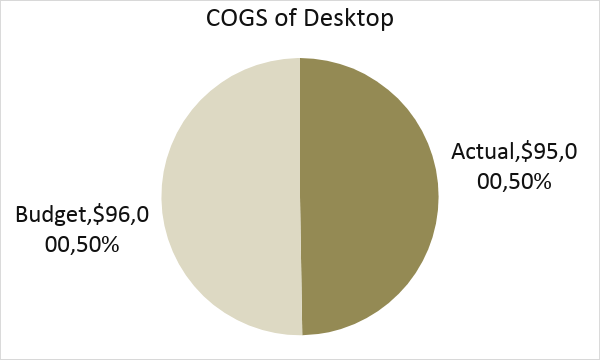 COGS of Desktop
Actual,$95,0
00,50%
Budget,$96,0
00,50%